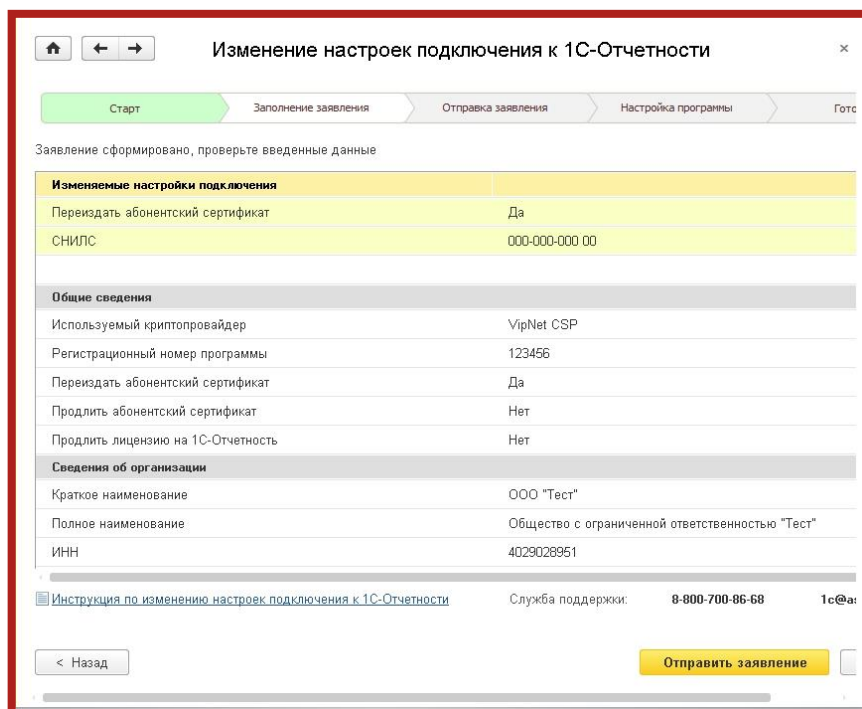 Изменение настроек подключения к 1С-Отчетности
Старт Заполнение заявления Отправка заявления Настройка программы
Заявление сформировано, проверьте введенные данные
Изменяемые настройки подключения
Переиздать абонентский сертификат Да
СНИЛС 000-000-000 00
Общие сведения
Используемый криптопровайдер VipNet CSP
Регистрационный номер программы 123456
Переиздать абонентский сертификат Да
Продлить абонентский сертификат Нет
Продлить лицензию на 1С-Отчетность Нет
Сведения об организации
Краткое наименование ООО "Тест"
Полное наименование Общество с ограниченной ответственностью "Тест"
ИНН 4029028951
Инструкция по изменению настроек подключения к 1С-Отчетности Служба поддержки: 8-800-700-86-68
< Назад Отправить заявление